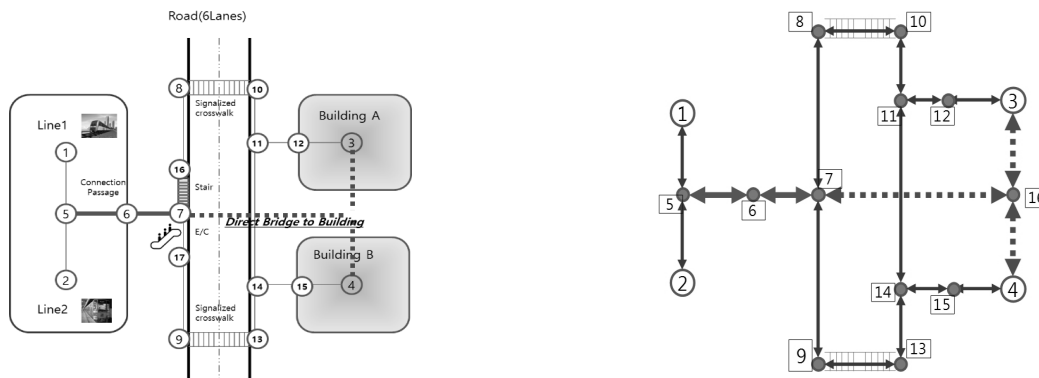 Road(6Lanes)
8
10
Signalized
crosswalk
Building A
Line1
1
11
12
3
16
Connection
Passage
Stair
5
6
7
Direct Bridge to Building
E/C
17
Building B
2
14
15
4
Line2
Signalized
crosswalk
9
13
8
10
1
11
12
3
7
5
6
16
2
14
15
4
9
13